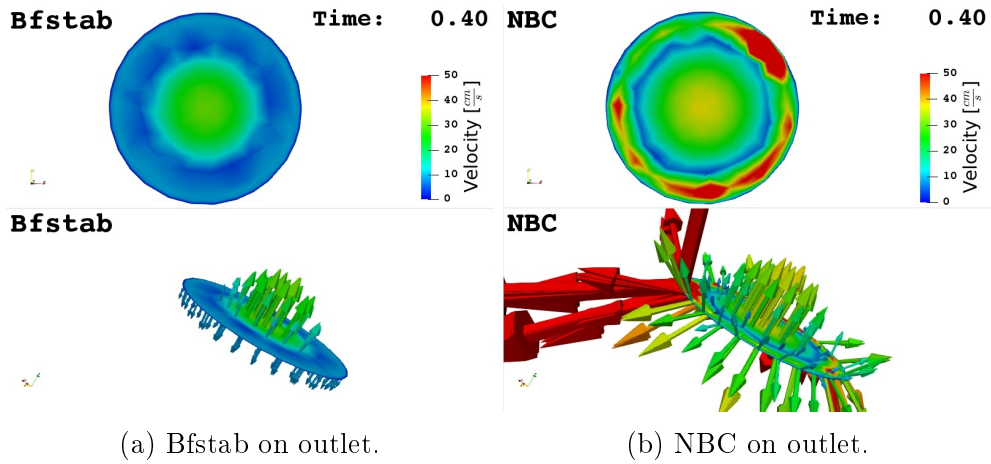 Bfstab Time: 0.40
50
40
30
20
10
0
Velocity [cm/s]
NBC Time: 0.40
50
40
30
20
10
0
Velocity [cm/s]
Bfstab
NBC
(a) Bfstab on outlet.
(b) NBC on outlet.